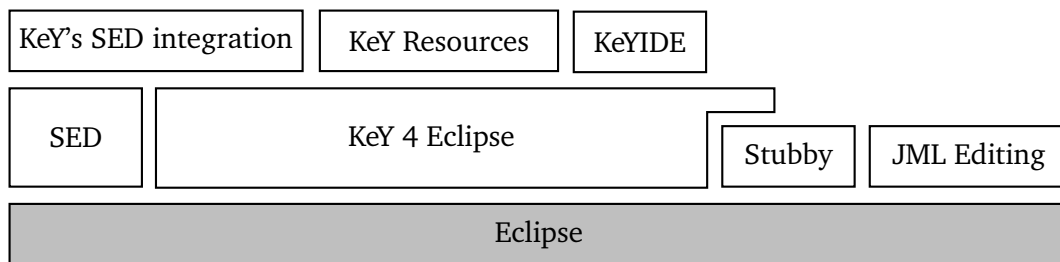 KeY's SED integration
KeY Resources
KeYIDE
SED
KeY 4 Eclipse
Stubby
JML Editing
Eclipse